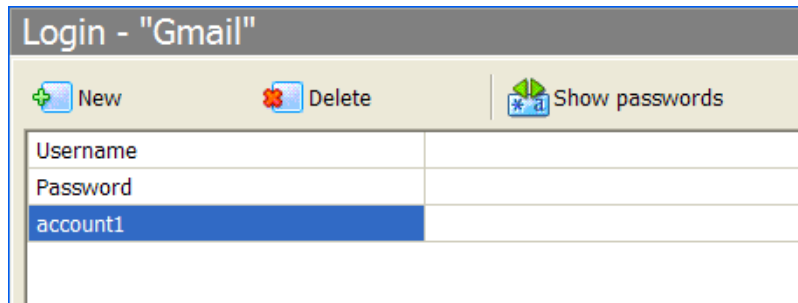 Login - "Gmail"
New Delete Show passwords
Username
Password
account1